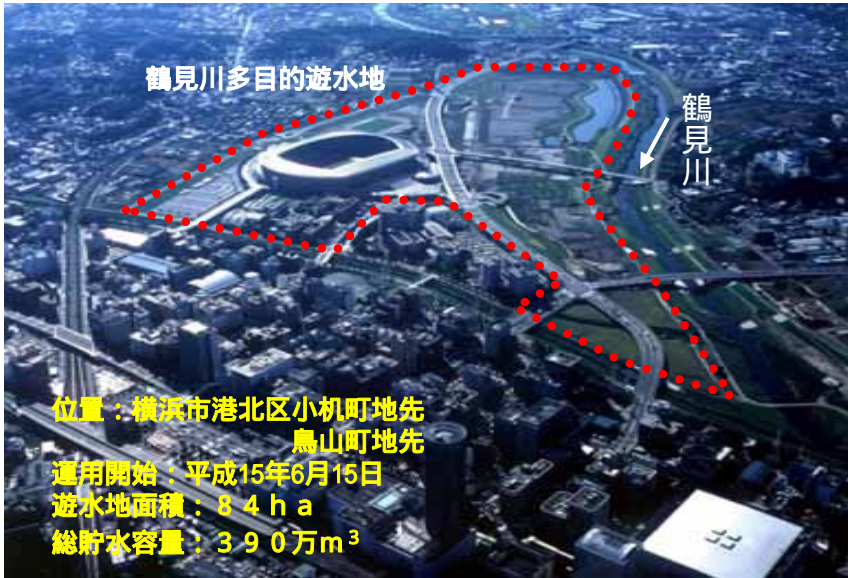 鶴見川多目的遊水地
鶴見川
位置：横浜市港北区小机町地先
鳥山町地先
運用開始：平成15年6月15日
遊水地面積：８４ｈａ
総貯水容量：３９０万ｍ³